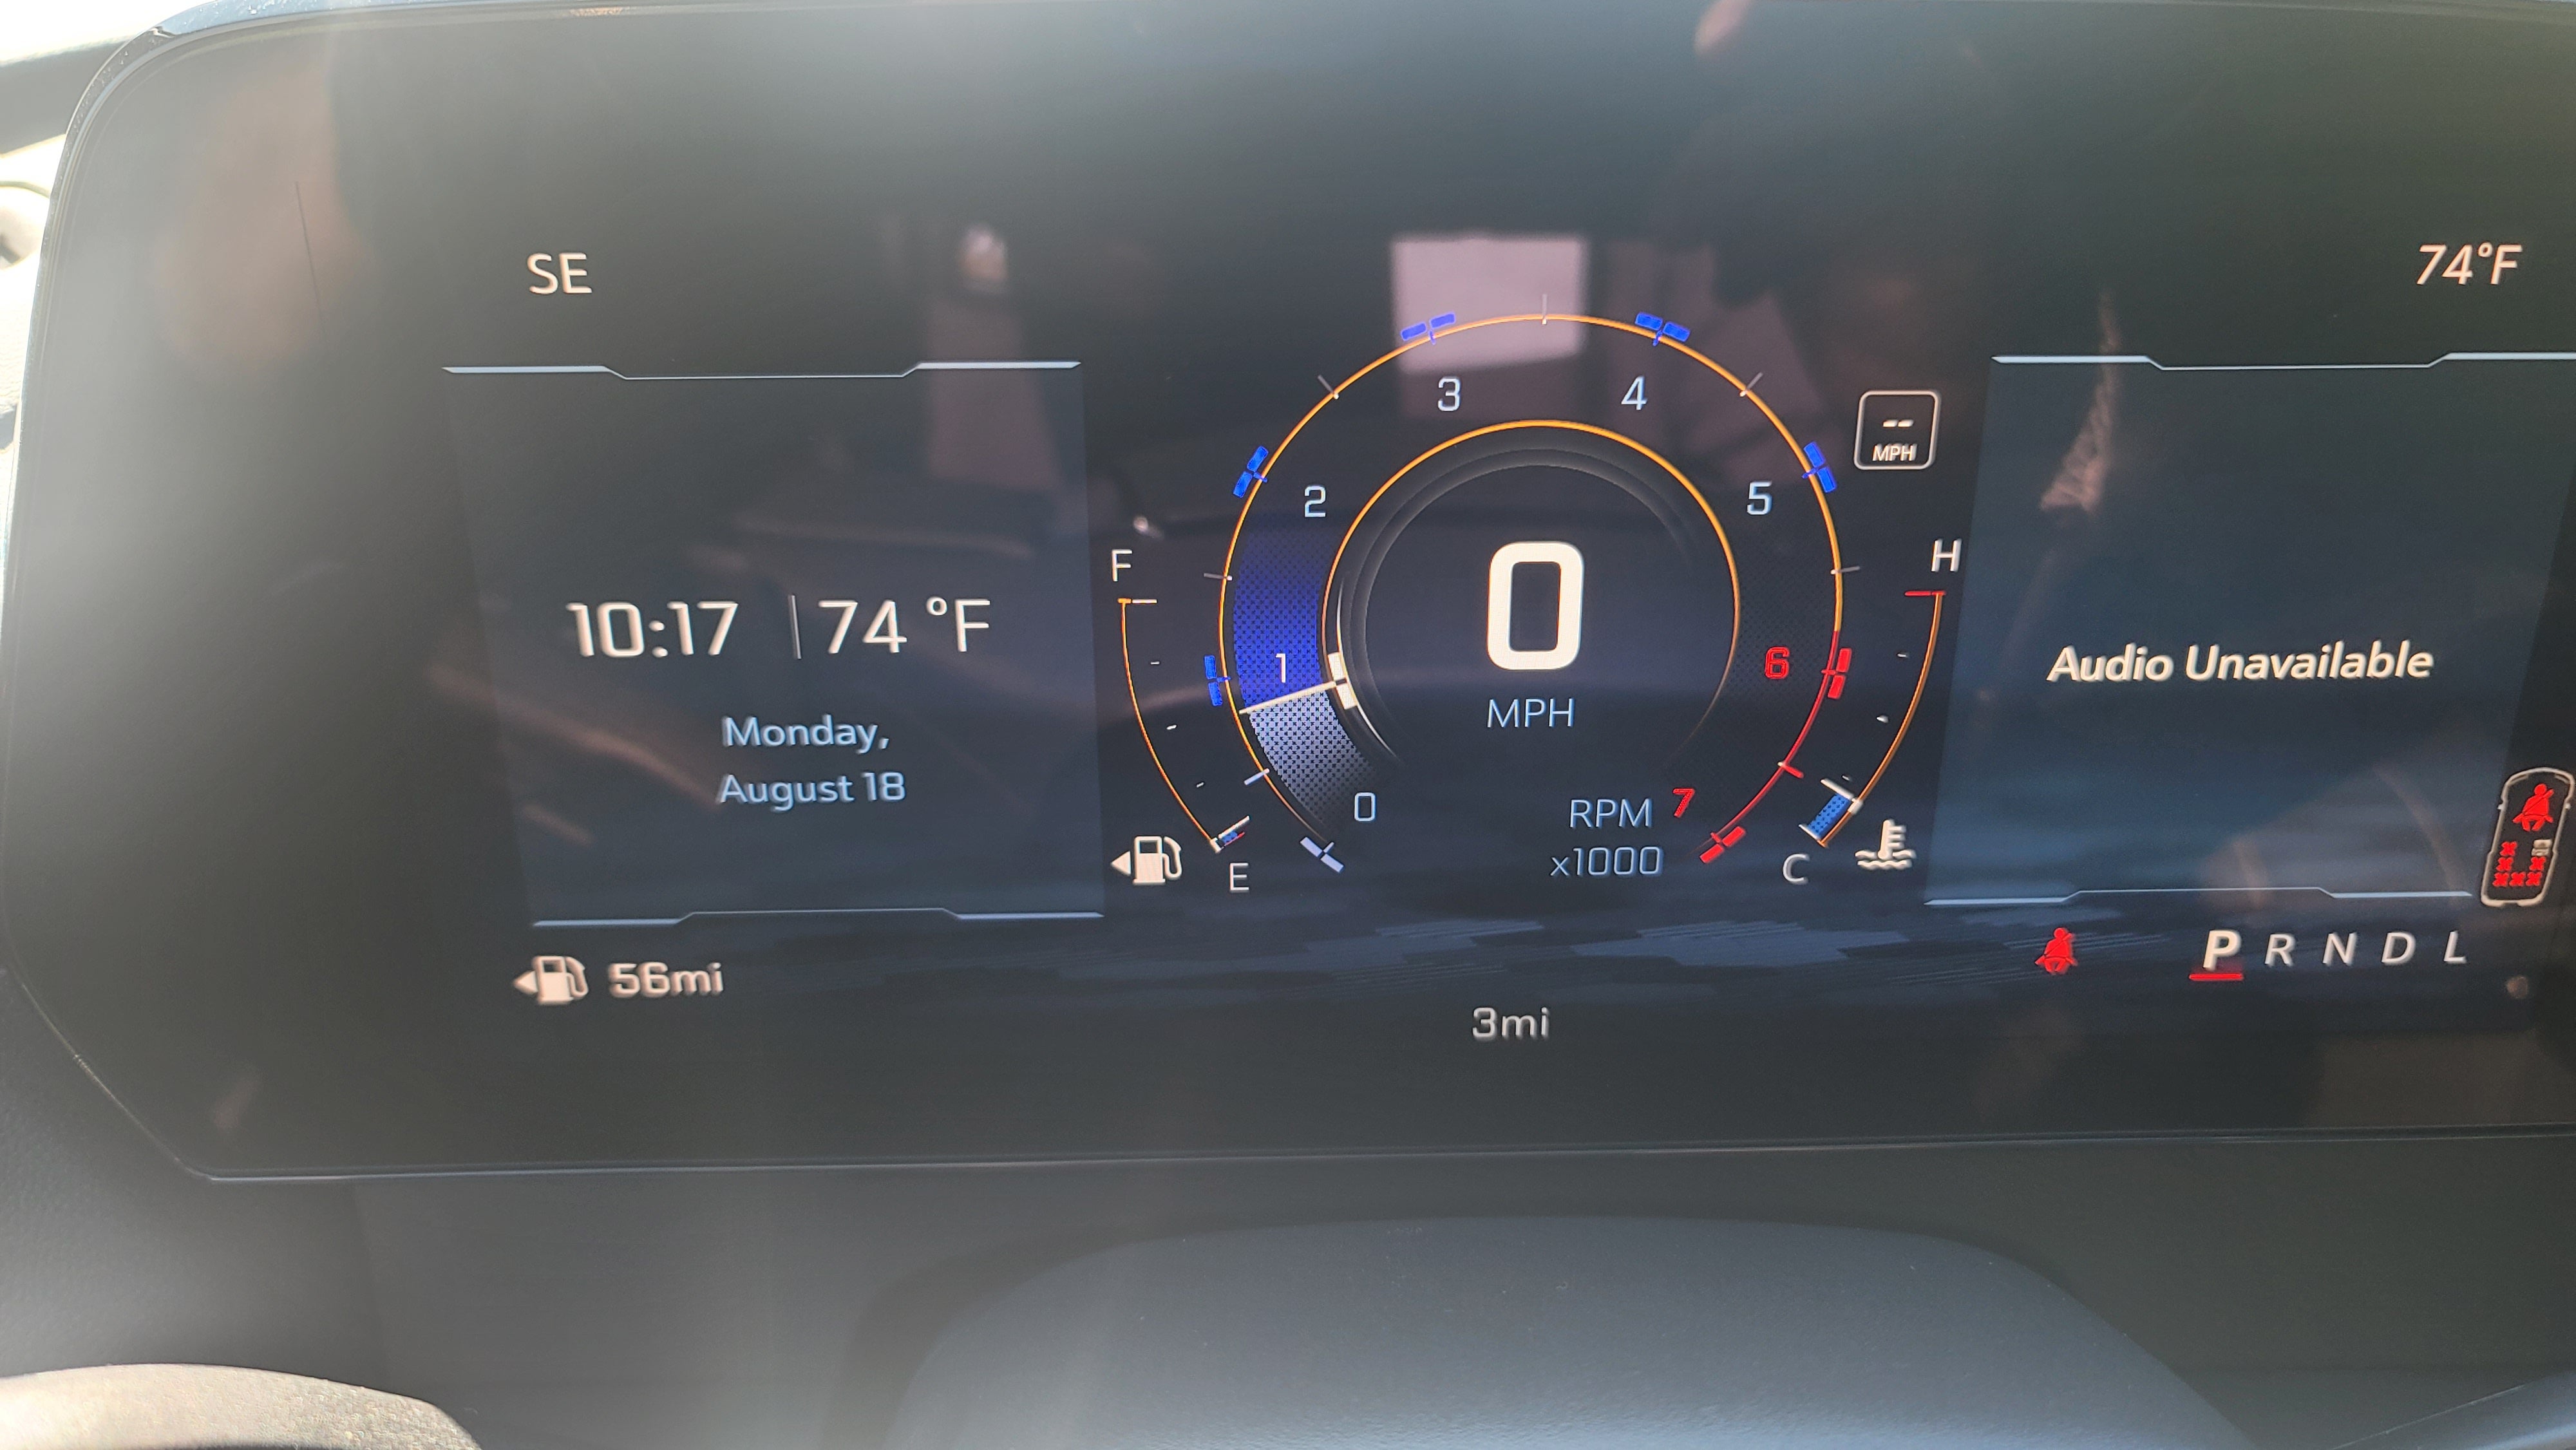 SE
74°F
3
4
--
MPH
2
5
F
H
10:17 | 74 °F
0
1
6
Audio Unavailable
MPH
Monday,
August 18
0
RPM
7
x1000
E
C
56mi
P R N D L
3mi